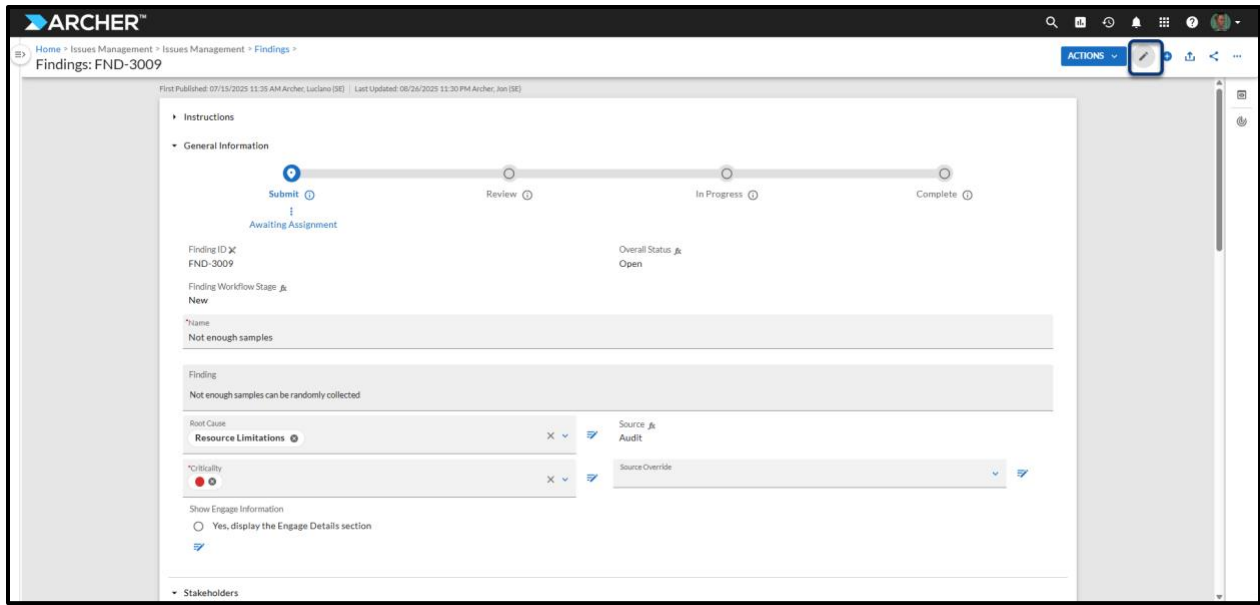 ARCHER™
Home > Issues Management > Issues Management > Findings >
Findings: FND-3009
ACTIONS
First Published: 07/15/2025 11:35 AM Archer, Luciano (SE) | Last Updated: 08/26/2025 11:30 PM Archer, Jon (SE)
Instructions
General Information
Submit
Review
In Progress
Complete
Awaiting Assignment
Finding ID
FND-3009
Overall Status fx
Open
Finding Workflow Stage fx
New
*Name
Not enough samples
Finding
Not enough samples can be randomly collected
Root Cause
Resource Limitations
Source fx
Audit
*Criticality
Source Override
Show Engage Information
Yes, display the Engage Details section
Stakeholders